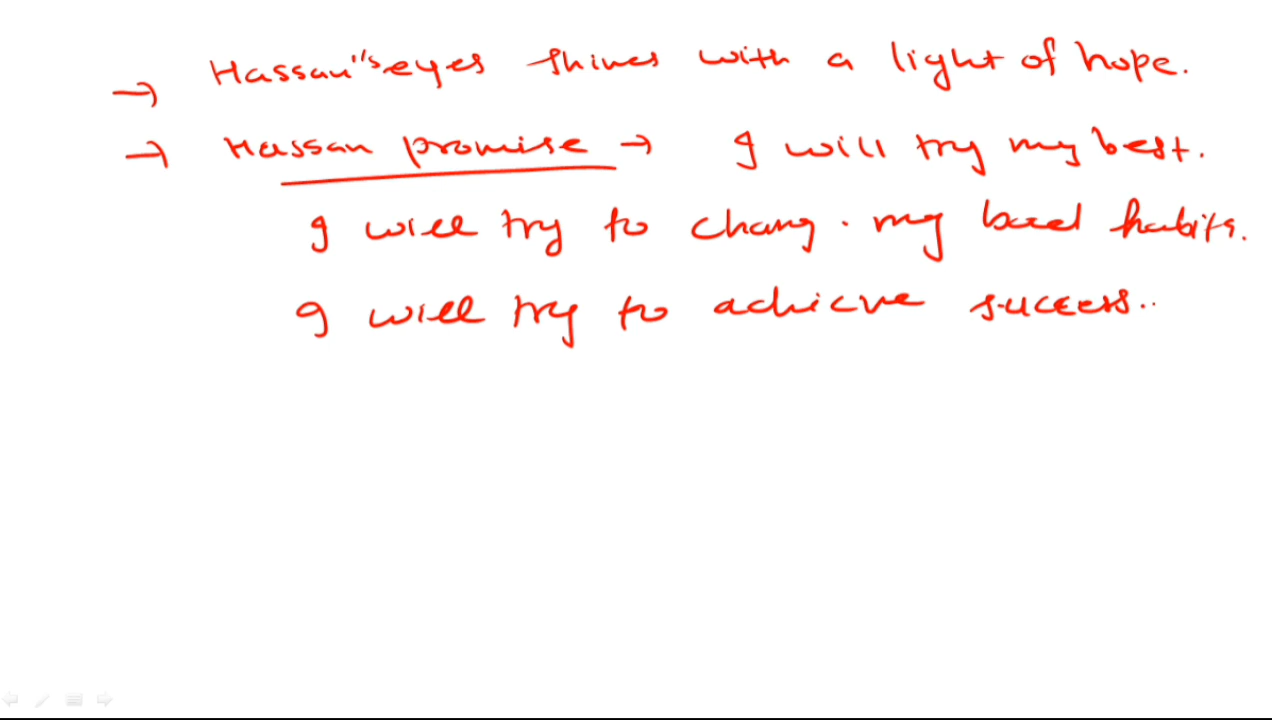 → Hassan"s eyes shines with a light of hope.
→ Hassan promise → I will try my best.
I will try to chang. my bad habits.
I will try to achieve success..